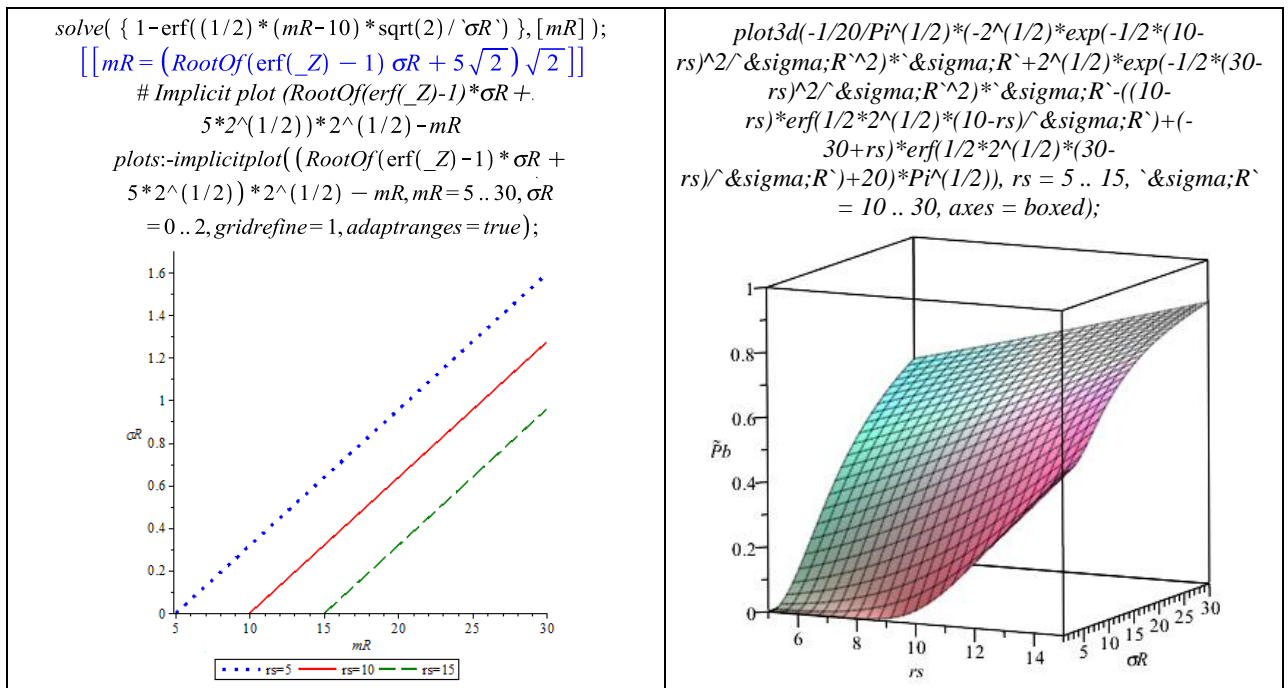 solve( { 1-erf((1/2) * (mR-10) * sqrt(2) / `σR`) }, [mR] );
[[mR = (RootOf(erf(_Z) − 1) σR + 5√2) √2]]
# Implicit plot (RootOf(erf(_Z)-1)*σR +
5*2^(1/2))*2^(1/2)-mR
plots:-implicitplot((RootOf(erf(_Z)−1) * σR +
5*2^(1/2)) *2^(1/2) − mR, mR = 5 .. 30, σR
= 0 .. 2, gridrefine = 1, adaptranges = true);
1.6
1.4
1.2
1
σR
0.8
0.6
0.4
0.2
0
5 10 15 20 25 30
mR
rs=5 rs=10 rs=15
plot3d(-1/20/Pi^(1/2)*(-2^(1/2)*exp(-1/2*(10-
rs)^2/`&sigma;R`^2)*`&sigma;R`+2^(1/2)*exp(-1/2*(30-
rs)^2/`&sigma;R`^2)*`&sigma;R`-((10-
rs)*erf(1/2*2^(1/2)*(10-rs)/`&sigma;R`)+(-
30+rs)*erf(1/2*2^(1/2)*(30-
rs)/`&sigma;R`)+20)*Pi^(1/2)), rs = 5 .. 15, `&sigma;R`
= 10 .. 30, axes = boxed);
1
0.8
0.6
P̃b
0.4
0.2
0
6 8 10 12 14
rs
5 10 15 20 25 30
σR